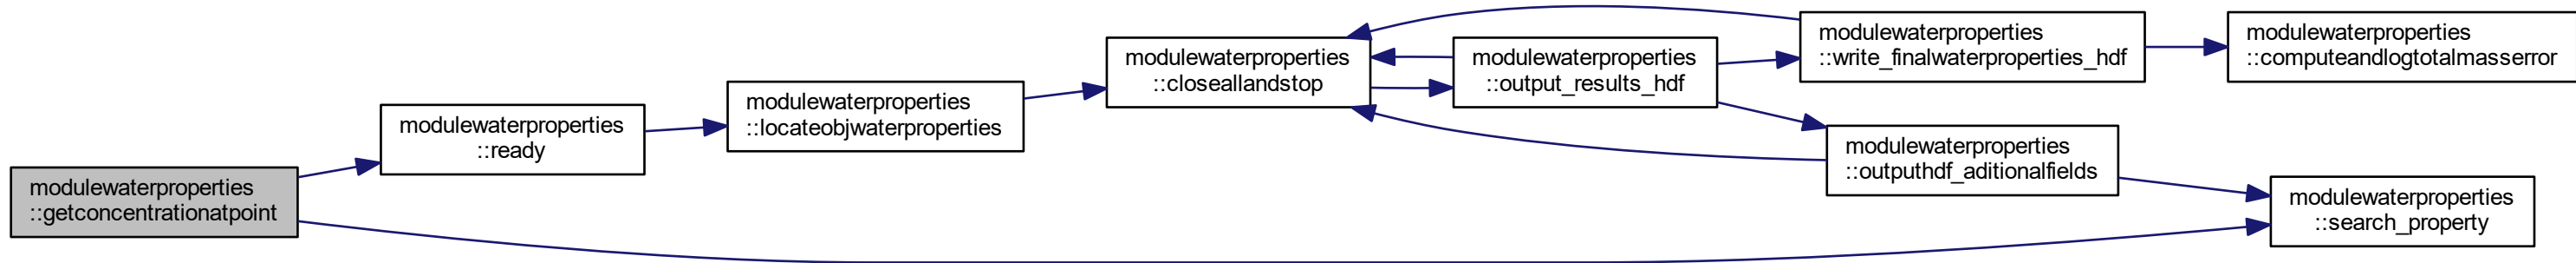 modulewaterproperties
::getconcentrationatpoint
modulewaterproperties
::ready
modulewaterproperties
::locateobjwaterproperties
modulewaterproperties
::closeallandstop
modulewaterproperties
::output_results_hdf
modulewaterproperties
::write_finalwaterproperties_hdf
modulewaterproperties
::computeandlogtotalmasserror
modulewaterproperties
::outputhdf_aditionalfields
modulewaterproperties
::search_property